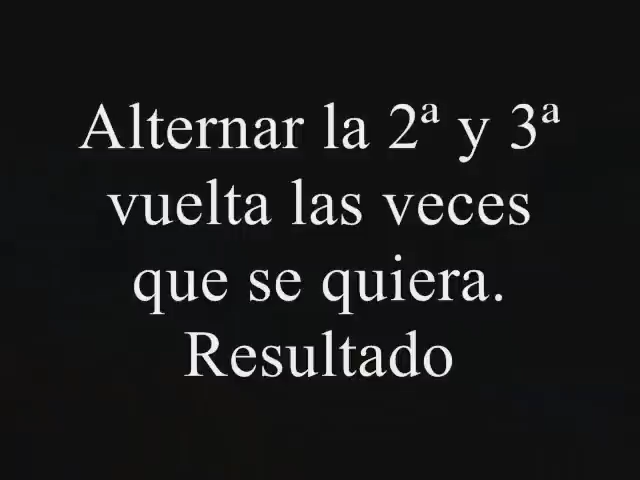 Alternar la 2ª y 3ª
vuelta las veces
que se quiera.
Resultado